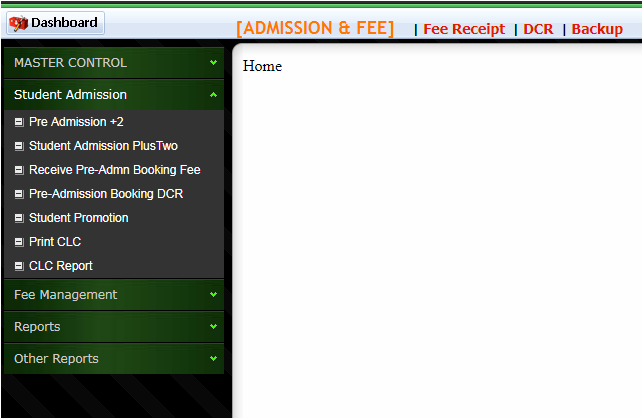 Dashboard
[ADMISSION & FEE] | Fee Receipt | DCR | Backup
MASTER CONTROL
Home
Student Admission
Pre Admission +2
Student Admission PlusTwo
Receive Pre-Admn Booking Fee
Pre-Admission Booking DCR
Student Promotion
Print CLC
CLC Report
Fee Management
Reports
Other Reports